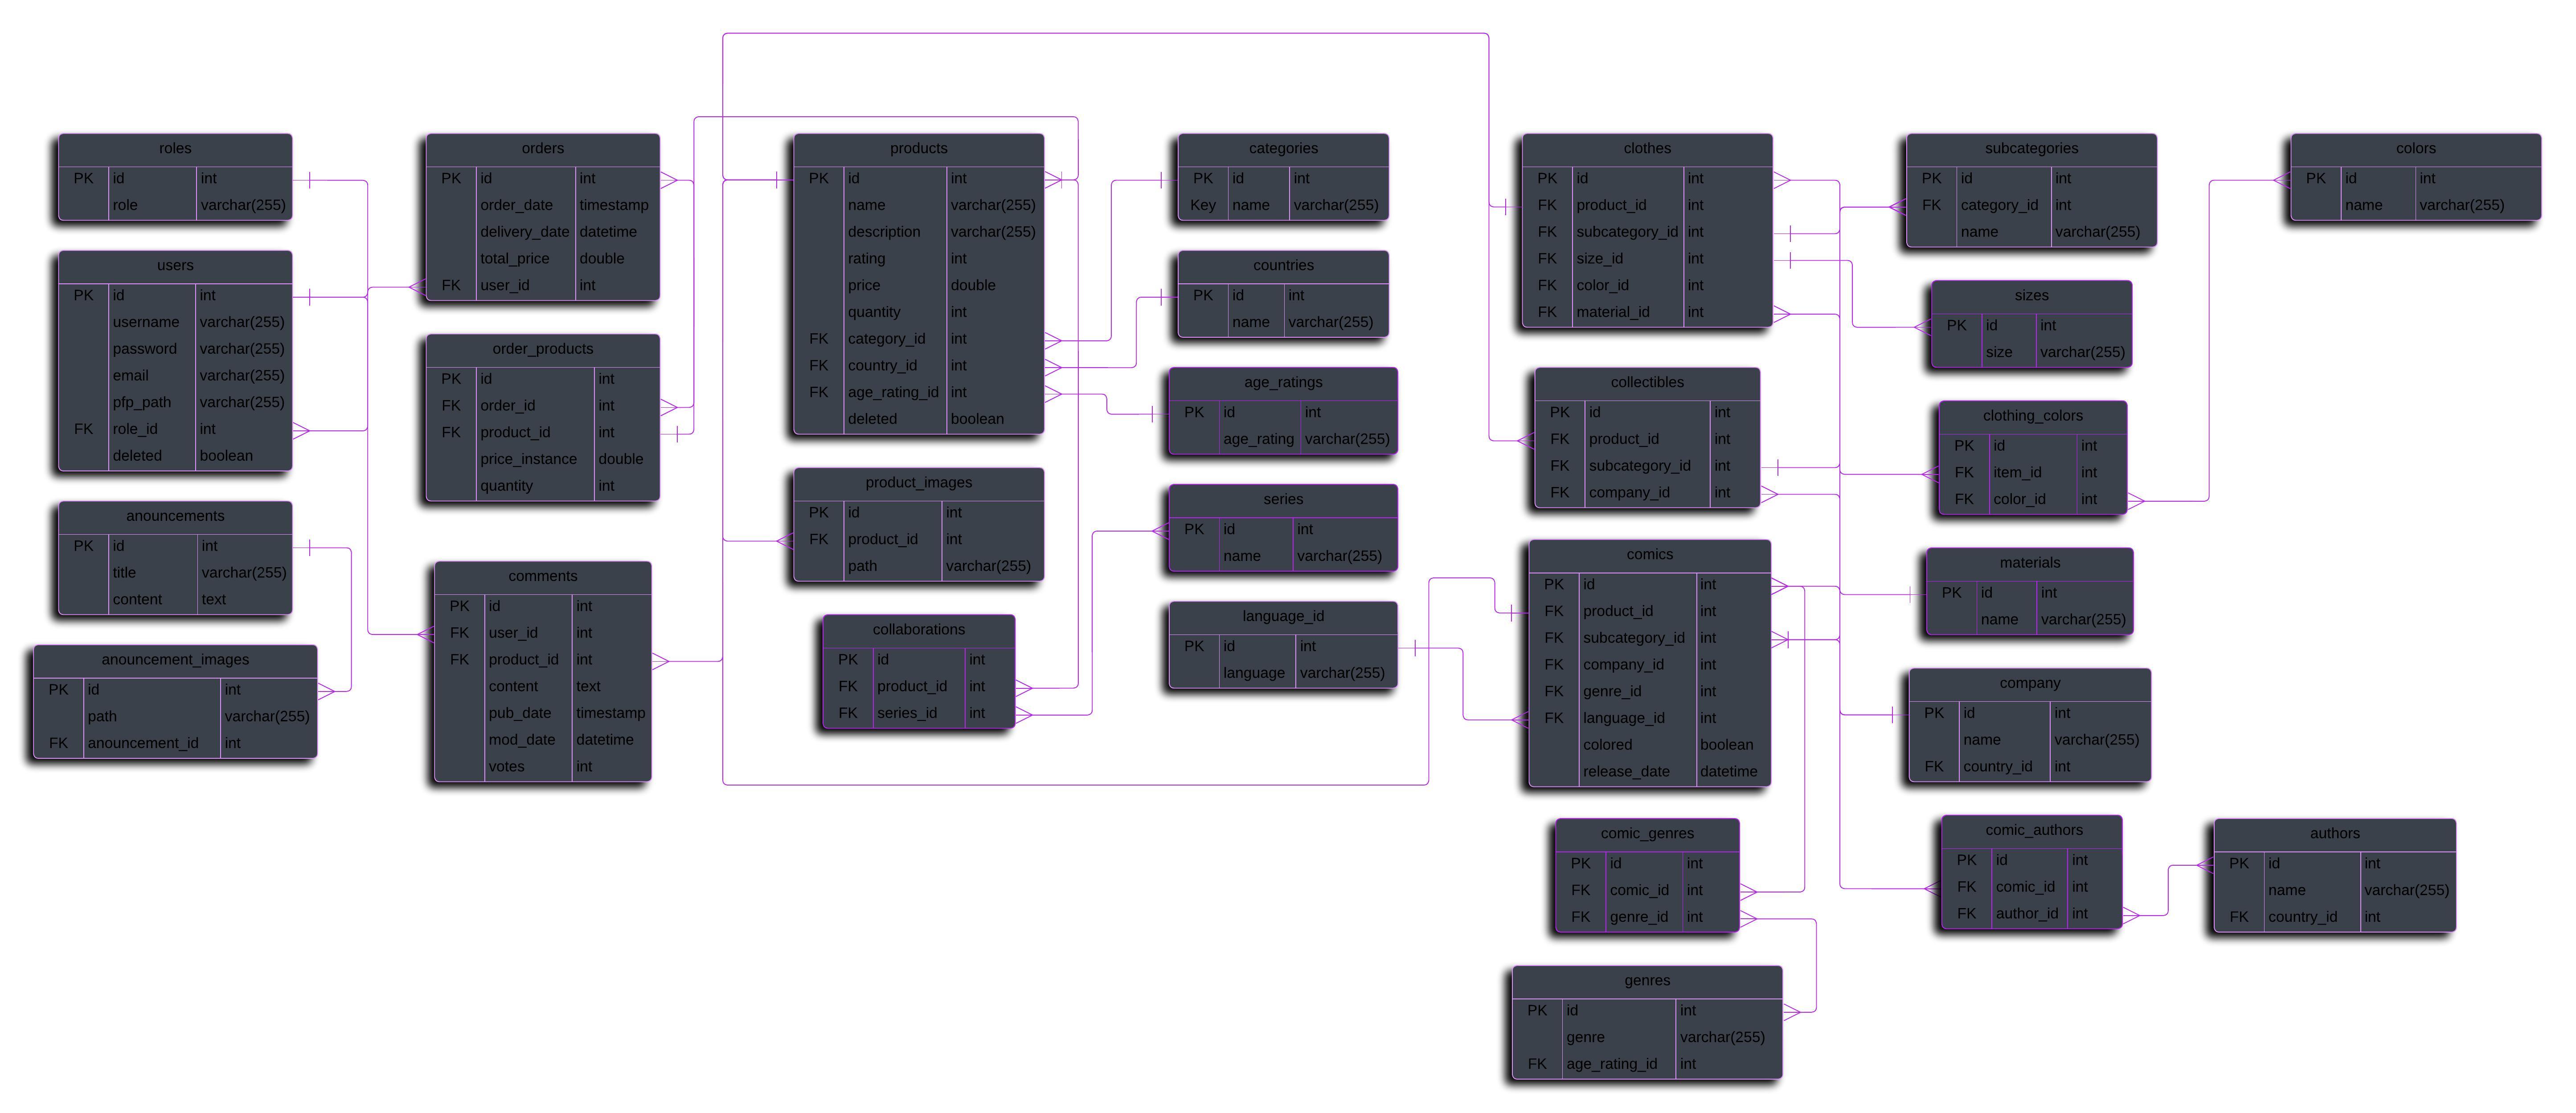 roles
PK id int
role varchar(255)
users
PK id int
username varchar(255)
password varchar(255)
email varchar(255)
pfp_path varchar(255)
FK role_id int
deleted boolean
anouncements
PK id int
title varchar(255)
content text
anouncement_images
PK id int
path varchar(255)
FK anouncement_id int
orders
PK id int
order_date timestamp
delivery_date datetime
total_price double
FK user_id int
order_products
PK id int
FK order_id int
FK product_id int
price_instance double
quantity int
comments
PK id int
FK user_id int
FK product_id int
content text
pub_date timestamp
mod_date datetime
votes int
products
PK id int
name varchar(255)
description varchar(255)
rating int
price double
quantity int
FK category_id int
FK country_id int
FK age_rating_id int
deleted boolean
product_images
PK id int
FK product_id int
path varchar(255)
collaborations
PK id int
FK product_id int
FK series_id int
categories
PK id int
Key name varchar(255)
countries
PK id int
name varchar(255)
age_ratings
PK id int
age_rating varchar(255)
series
PK id int
name varchar(255)
language_id
PK id int
language varchar(255)
clothes
PK id int
FK product_id int
FK subcategory_id int
FK size_id int
FK color_id int
FK material_id int
collectibles
PK id int
FK product_id int
FK subcategory_id int
FK company_id int
comics
PK id int
FK product_id int
FK subcategory_id int
FK company_id int
FK genre_id int
FK language_id int
colored boolean
release_date datetime
comic_genres
PK id int
FK comic_id int
FK genre_id int
genres
PK id int
genre varchar(255)
FK age_rating_id int
subcategories
PK id int
FK category_id int
name varchar(255)
sizes
PK id int
size varchar(255)
clothing_colors
PK id int
FK item_id int
FK color_id int
materials
PK id int
name varchar(255)
company
PK id int
name varchar(255)
FK country_id int
comic_authors
PK id int
FK comic_id int
FK author_id int
colors
PK id int
name varchar(255)
authors
PK id int
name varchar(255)
FK country_id int